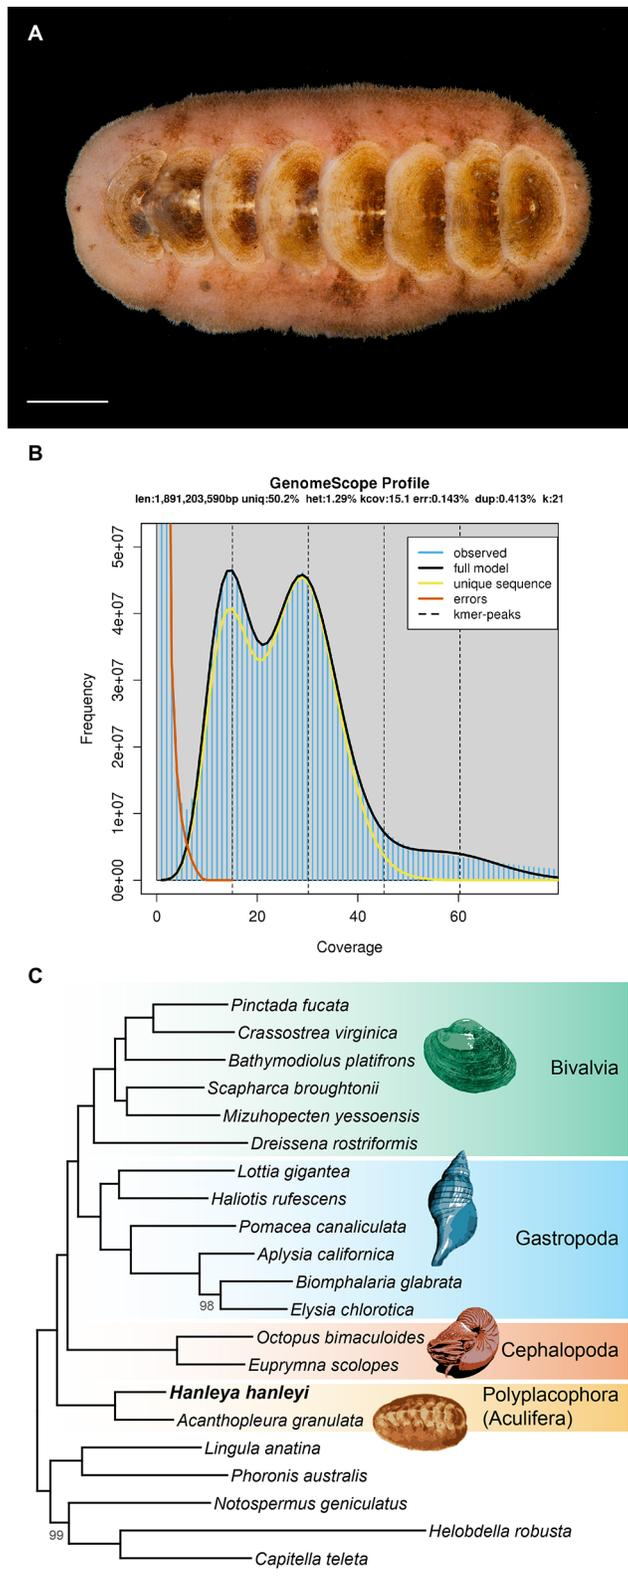 A
B
GenomeScope Profile
len:1,891,203,590bp uniq:50.2% het:1.29% kcov:15.1 err:0.143% dup:0.413% k:21
observed
full model
unique sequence
errors
kmer-peaks
Frequency
5e+07
4e+07
3e+07
2e+07
1e+07
0e+00
0 20 40 60
Coverage
C
Pinctada fucata
Crassostrea virginica
Bathymodiolus platifrons
Bivalvia
Scapharca broughtonii
Mizuhopecten yessoensis
Dreissena rostriformis
Lottia gigantea
Haliotis rufescens
Pomacea canaliculata
Gastropoda
Aplysia californica
Biomphalaria glabrata
98
Elysia chlorotica
Octopus bimaculoides
Cephalopoda
Euprymna scolopes
Hanleya hanleyi
Polyplacophora
(Aculifera)
Acanthopleura granulata
Lingula anatina
Phoronis australis
Notospermus geniculatus
99
Helobdella robusta
Capitella teleta